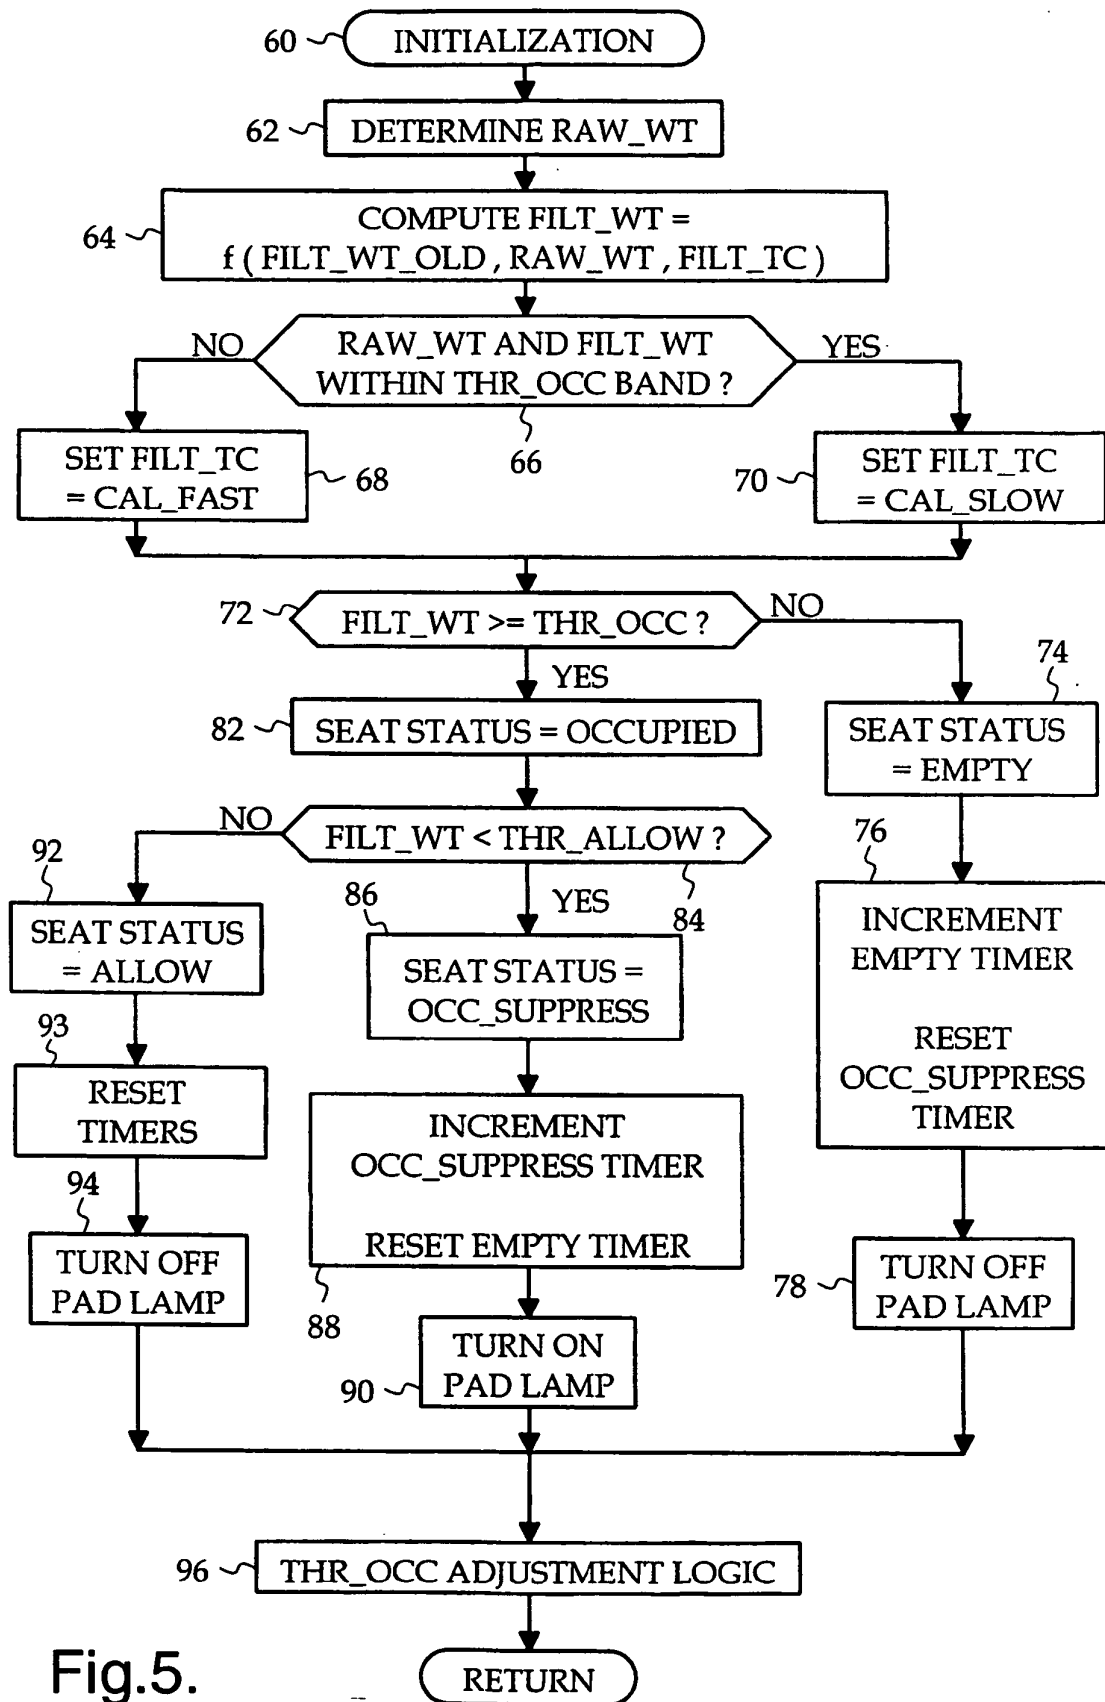 60
INITIALIZATION
62
DETERMINE RAW_WT
64
COMPUTE FILT_WT =
f ( FILT_WT_OLD , RAW_WT , FILT_TC )
NO
RAW_WT AND FILT_WT
WITHIN THR_OCC BAND ?
YES
66
SET FILT_TC
= CAL_FAST
68
70
SET FILT_TC
= CAL_SLOW
72
FILT_WT >= THR_OCC ?
NO
YES
74
82
SEAT STATUS = OCCUPIED
SEAT STATUS
= EMPTY
NO
FILT_WT < THR_ALLOW ?
84
YES
92
SEAT STATUS
= ALLOW
86
SEAT STATUS =
OCC_SUPPRESS
76
INCREMENT
EMPTY TIMER
RESET
OCC_SUPPRESS
TIMER
93
RESET
TIMERS
INCREMENT
OCC_SUPPRESS TIMER
RESET EMPTY TIMER
88
94
TURN OFF
PAD LAMP
78
TURN OFF
PAD LAMP
90
TURN ON
PAD LAMP
96
THR_OCC ADJUSTMENT LOGIC
RETURN
Fig.5.